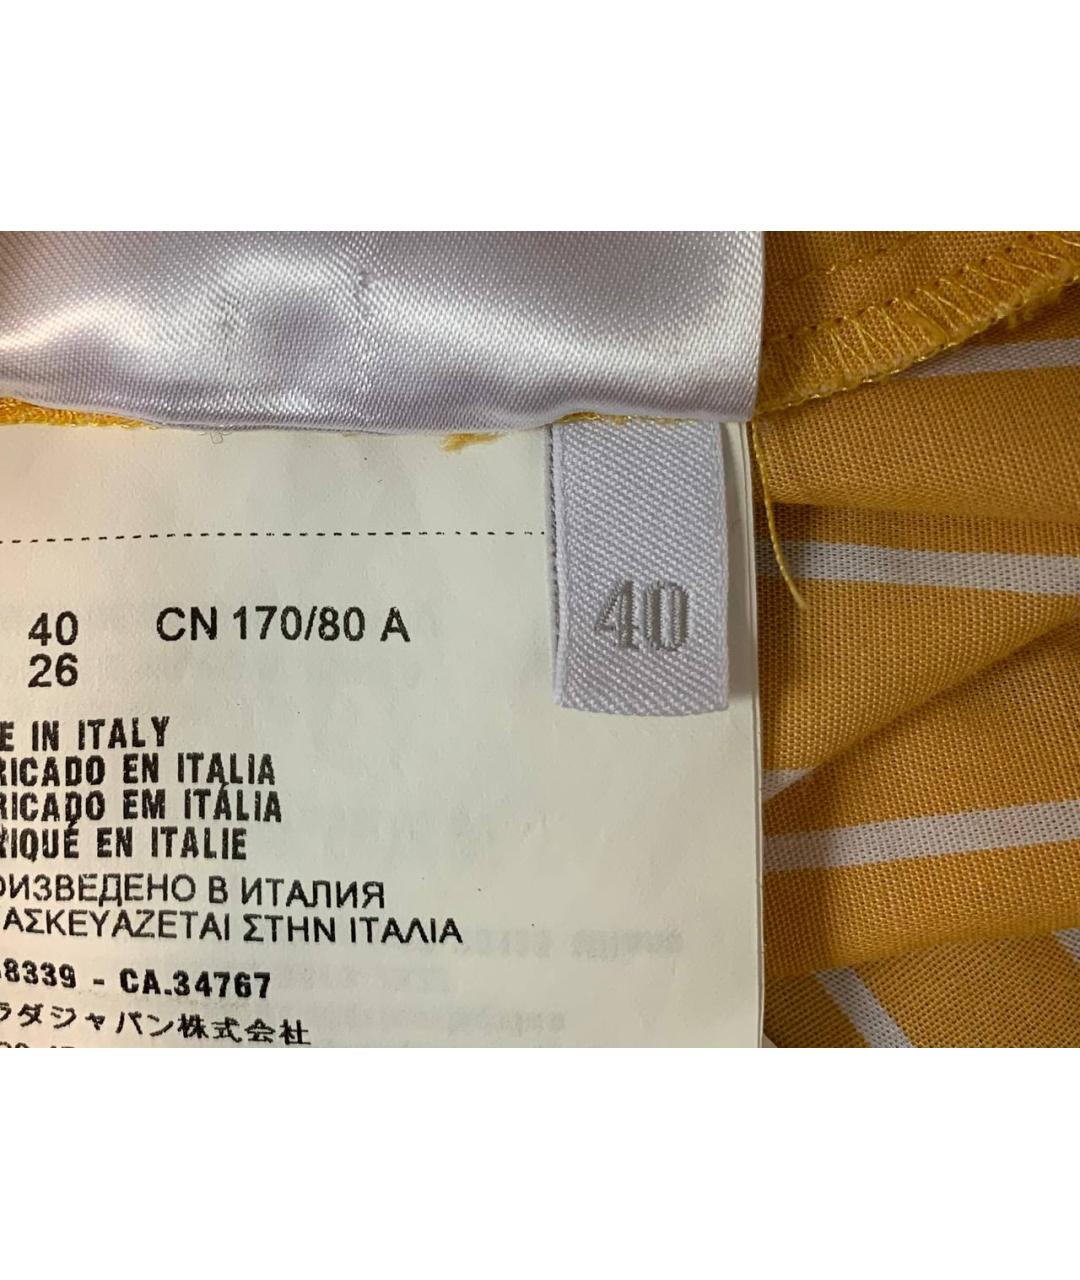 40
40 CN 170/80 A
26
E IN ITALY
RICADO EN ITALIA
RICADO EM ITÁLIA
RIQUÉ EN ITALIE
ОИЗВЕДЕНО В ИТАЛИЯ
ΑΣΚΕΥΑΖΕΤΑΙ ΣΤΗΝ ΙΤΑΛΙΑ
8339 - CA.34767
ラダジャパン株式会社